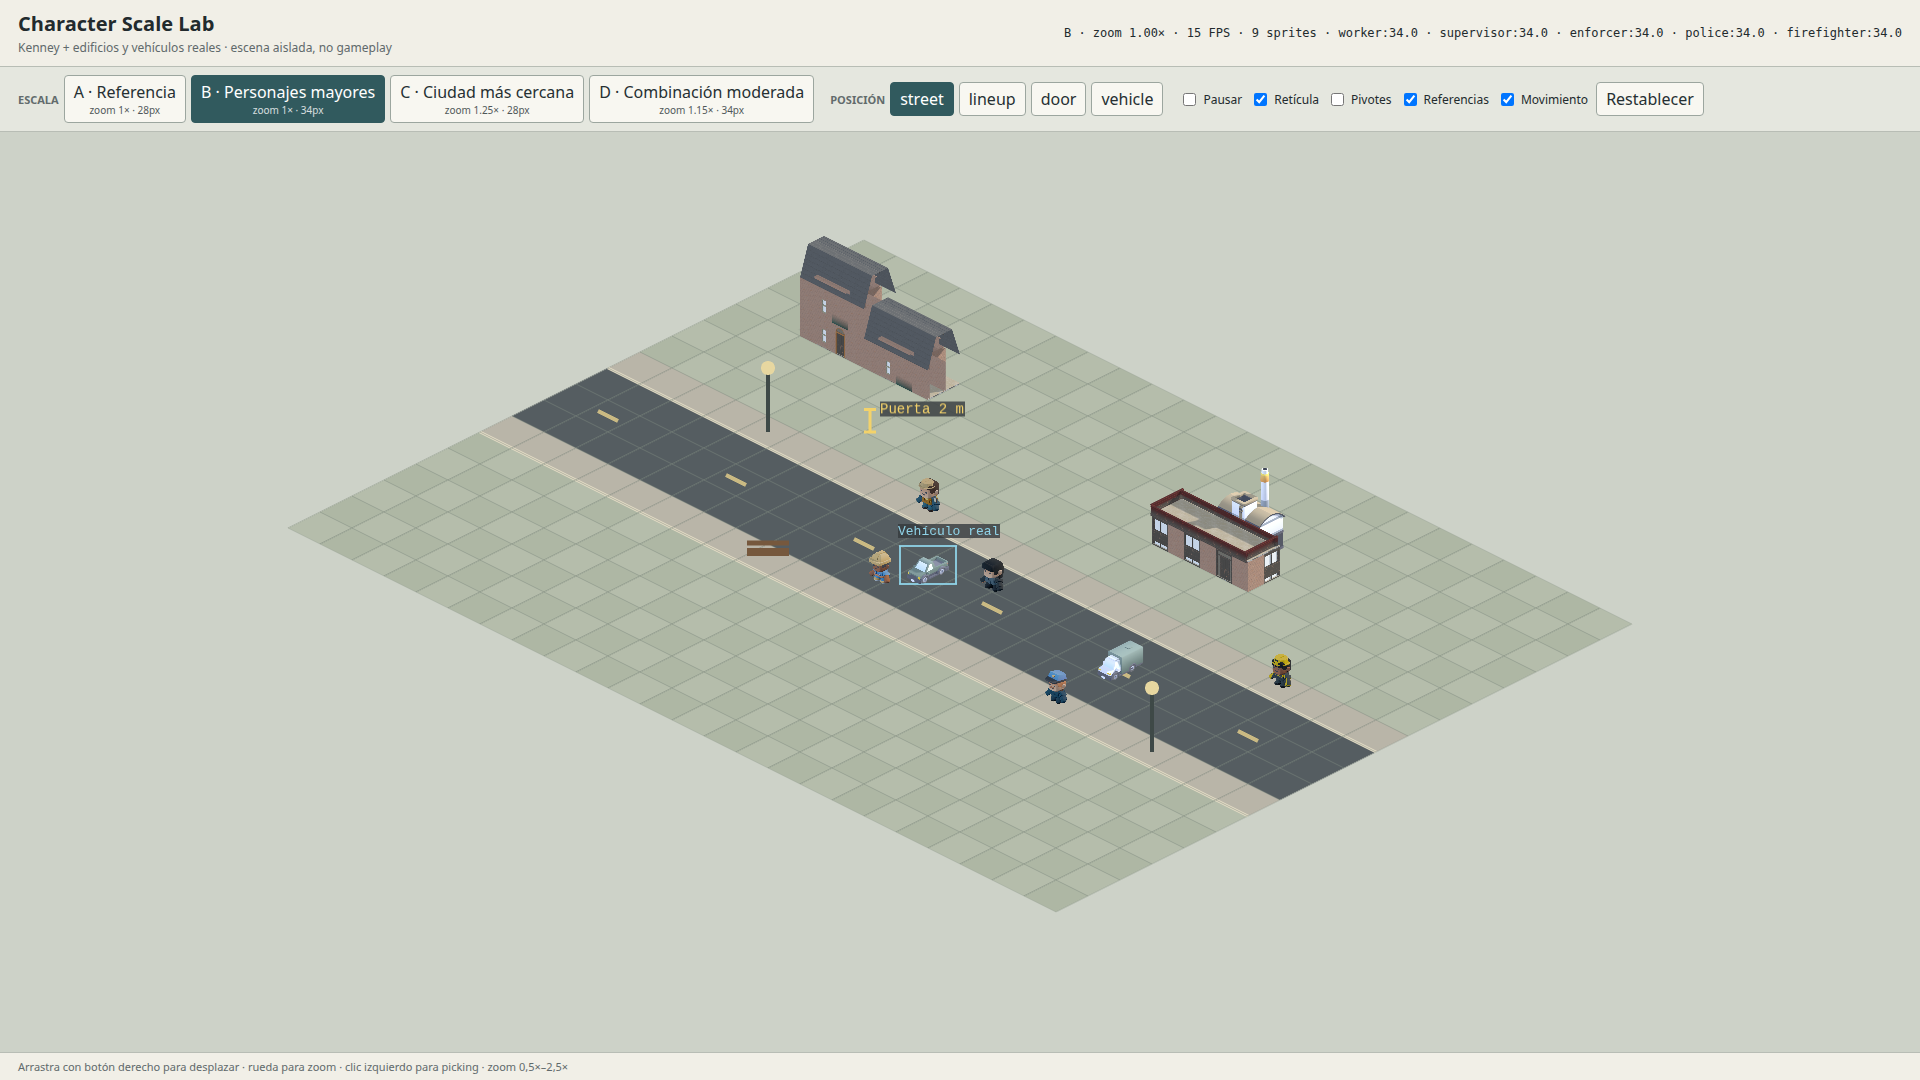 Character Scale Lab
Kenney + edificios y vehículos reales · escena aislada, no gameplay
B · zoom 1.00× · 15 FPS · 9 sprites · worker:34.0 · supervisor:34.0 · enforcer:34.0 · police:34.0 · firefighter:34.0
ESCALA
A · Referencia
zoom 1× · 28px
B · Personajes mayores
zoom 1× · 34px
C · Ciudad más cercana
zoom 1.25× · 28px
D · Combinación moderada
zoom 1.15× · 34px
POSICIÓN
street
lineup
door
vehicle
Pausar
Retícula
Pivotes
Referencias
Movimiento
Restablecer
Puerta 2 m
Vehículo real
Arrastra con botón derecho para desplazar · rueda para zoom · clic izquierdo para picking · zoom 0,5×–2,5×